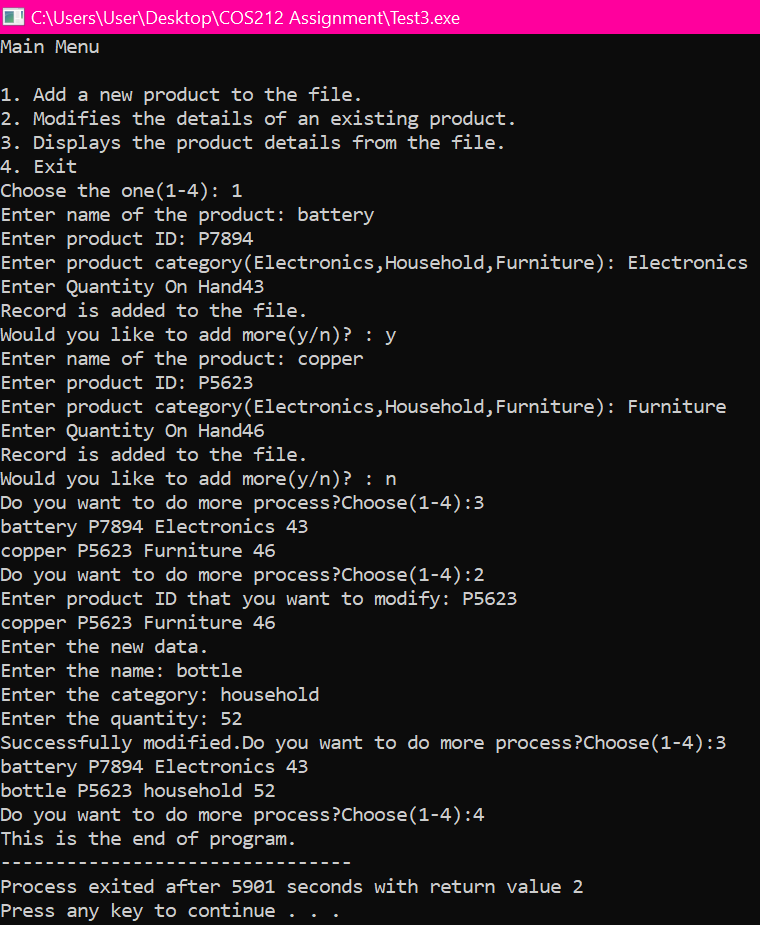 C:\Users\User\Desktop\COS212 Assignment\Test3.exe
Main Menu
1. Add a new product to the file.
2. Modifies the details of an existing product.
3. Displays the product details from the file.
4. Exit
Choose the one(1-4): 1
Enter name of the product: battery
Enter product ID: P7894
Enter product category(Electronics,Household,Furniture): Electronics
Enter Quantity On Hand43
Record is added to the file.
Would you like to add more(y/n)? : y
Enter name of the product: copper
Enter product ID: P5623
Enter product category(Electronics,Household,Furniture): Furniture
Enter Quantity On Hand46
Record is added to the file.
Would you like to add more(y/n)? : n
Do you want to do more process?Choose(1-4):3
battery P7894 Electronics 43
copper P5623 Furniture 46
Do you want to do more process?Choose(1-4):2
Enter product ID that you want to modify: P5623
copper P5623 Furniture 46
Enter the new data.
Enter the name: bottle
Enter the category: household
Enter the quantity: 52
Successfully modified.Do you want to do more process?Choose(1-4):3
battery P7894 Electronics 43
bottle P5623 household 52
Do you want to do more process?Choose(1-4):4
This is the end of program.
--------------------------------
Process exited after 5901 seconds with return value 2
Press any key to continue . . .